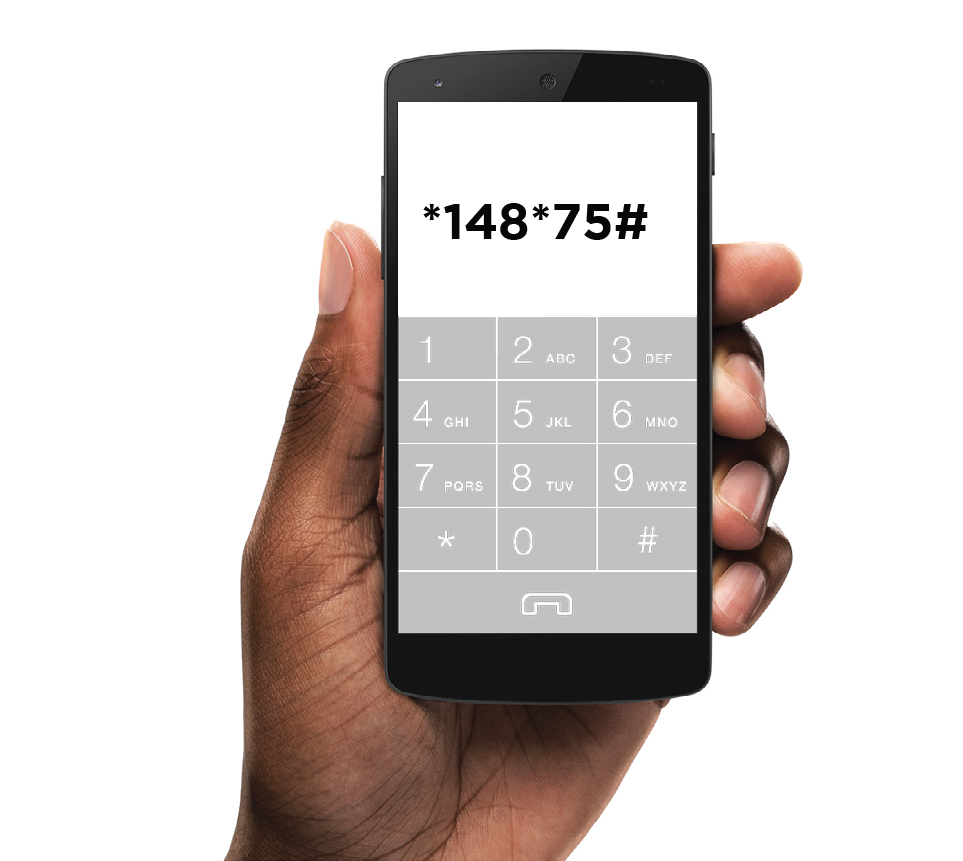 *148*75#
1 2 ABC 3 DEF
4 GHI 5 JKL 6 MNO
7 PQRS 8 TUV 9 WXYZ
* 0 #